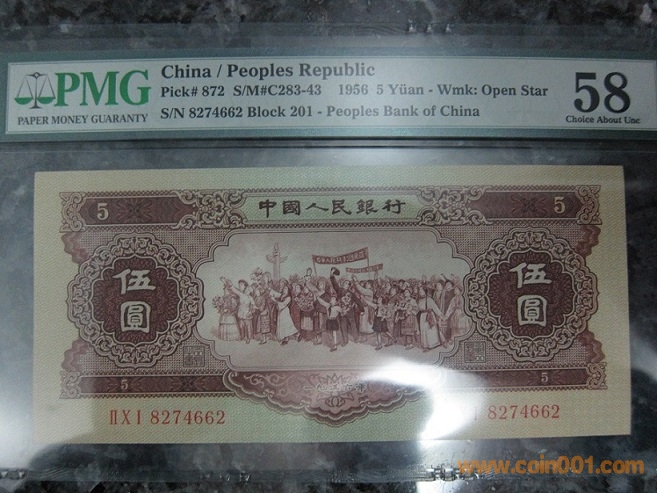 PMG
PAPER MONEY GUARANTY
China / Peoples Republic
Pick# 872 S/M#C283-43 1956 5 Yüan - Wmk: Open Star
S/N 8274662 Block 201 - Peoples Bank of China
58
Choice About Unc
5 中國人民銀行 5
伍圓 伍圓
5 5
ПX I 8274662
I 8274662
www.coin001.com